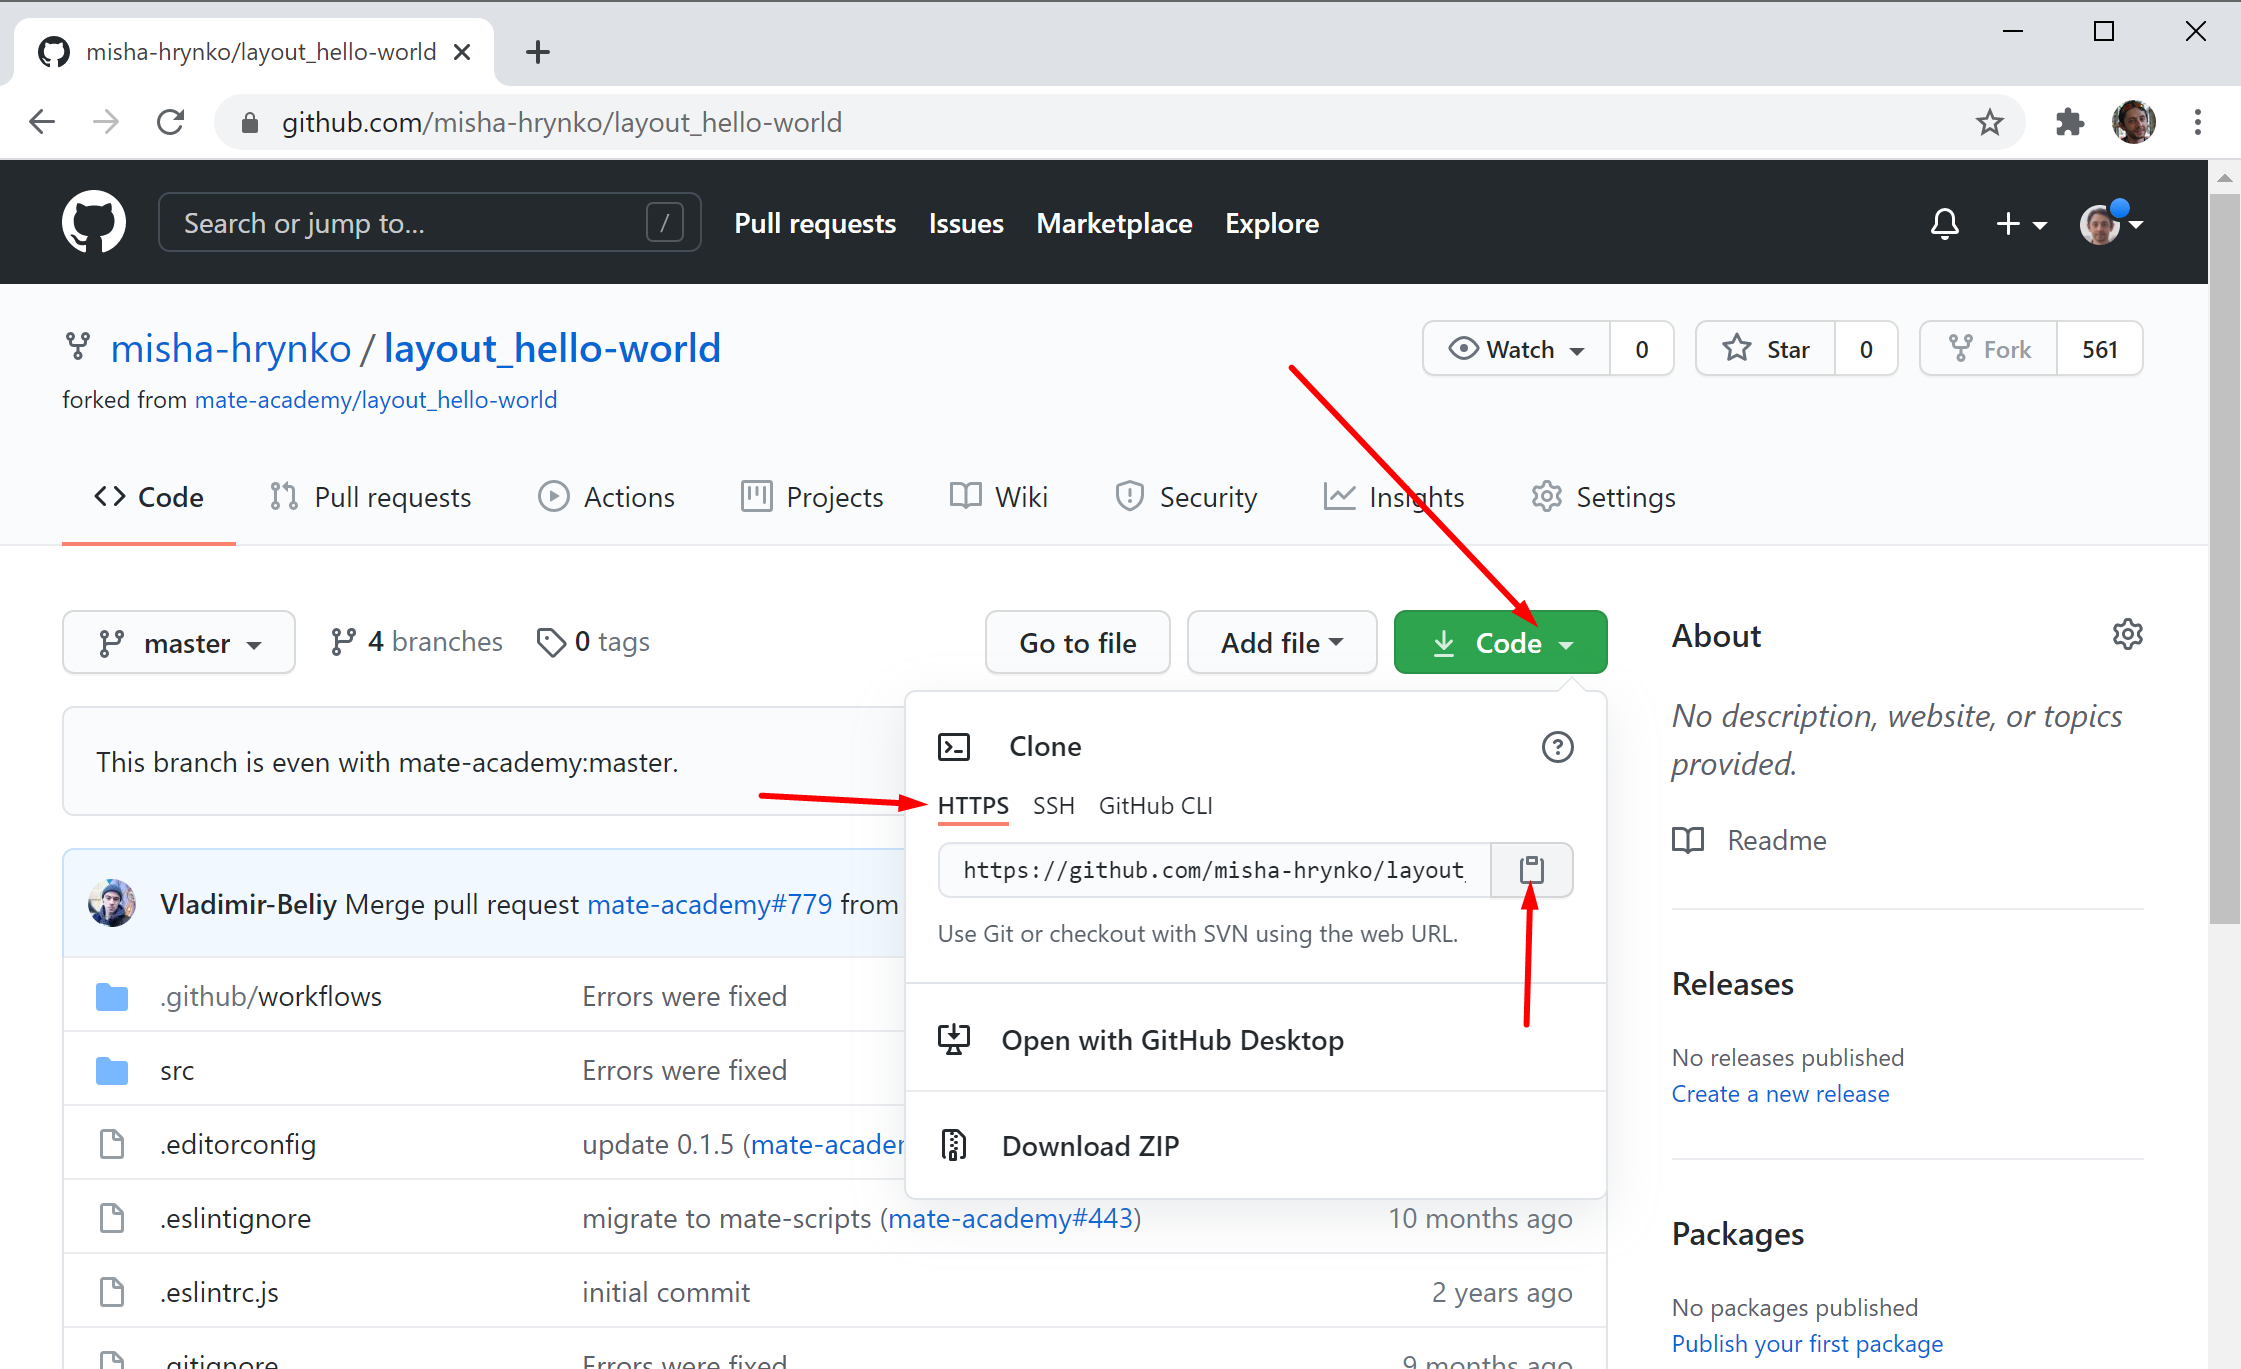 misha-hrynko/layout_hello-world
github.com/misha-hrynko/layout_hello-world
Search or jump to... /
Pull requests Issues Marketplace Explore
misha-hrynko / layout_hello-world
Watch 0 Star 0 Fork 561
forked from mate-academy/layout_hello-world
Code Pull requests Actions Projects Wiki Security Insights Settings
master 4 branches 0 tags
Go to file Add file Code
About
No description, website, or topics
provided.
Readme
Releases
No releases published
Create a new release
Packages
No packages published
Publish your first package
This branch is even with mate-academy:master.
Clone
HTTPS SSH GitHub CLI
https://github.com/misha-hrynko/layout_
Use Git or checkout with SVN using the web URL.
Open with GitHub Desktop
Download ZIP
Vladimir-Beliy Merge pull request mate-academy#779 from
.github/workflows Errors were fixed
src Errors were fixed
.editorconfig update 0.1.5 (mate-acader
.eslintignore migrate to mate-scripts (mate-academy#443) 10 months ago
.eslintrc.js initial commit 2 years ago
.gitignore Errors were fixed 9 months ago